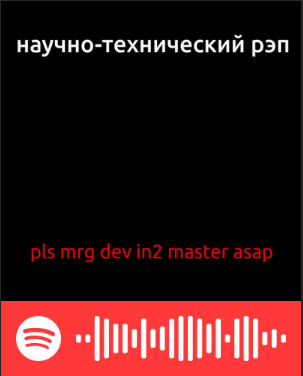 научно-технический рэп
pls mrg dev in2 master asap